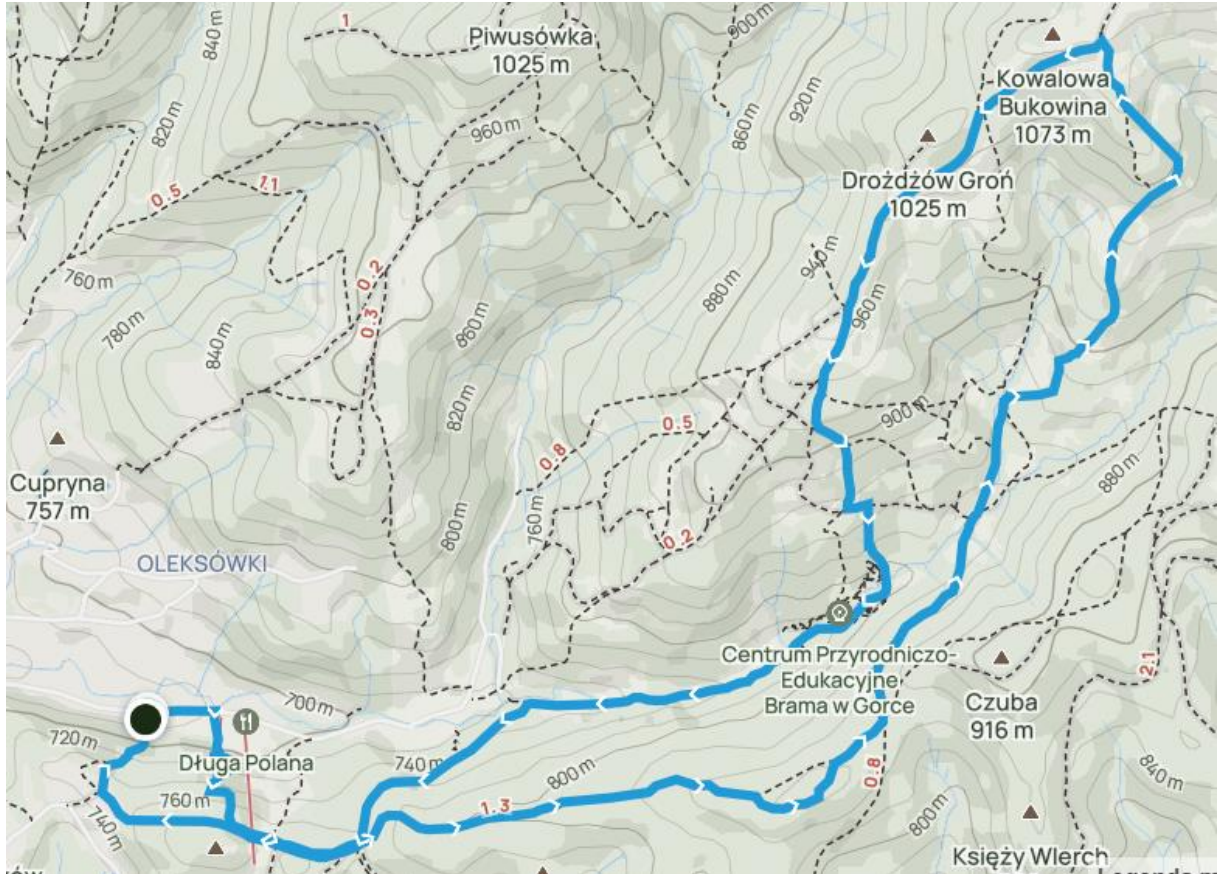 840 m
1
Piwusówka
1025 m
900 m
820 m
960 m
860 m
920 m
Kowalowa
Bukowina
1073 m
0.5
1.1
Drożdżów Groń
1025 m
760 m
0.2
940 m
780 m
840 m
0.3
860 m
880 m
960 m
820 m
900 m
0.5
0.8
Cupryna
757 m
800 m
760 m
880 m
0.2
OLEKSÓWKI
Centrum Przyrodniczo-
Edukacyjne
Brama w Gorce
2.1
700 m
Czuba
916 m
720 m
Długa Polana
740 m
800 m
0.8
840 m
760 m
1.3
740 m
800 m
Księży Wierch